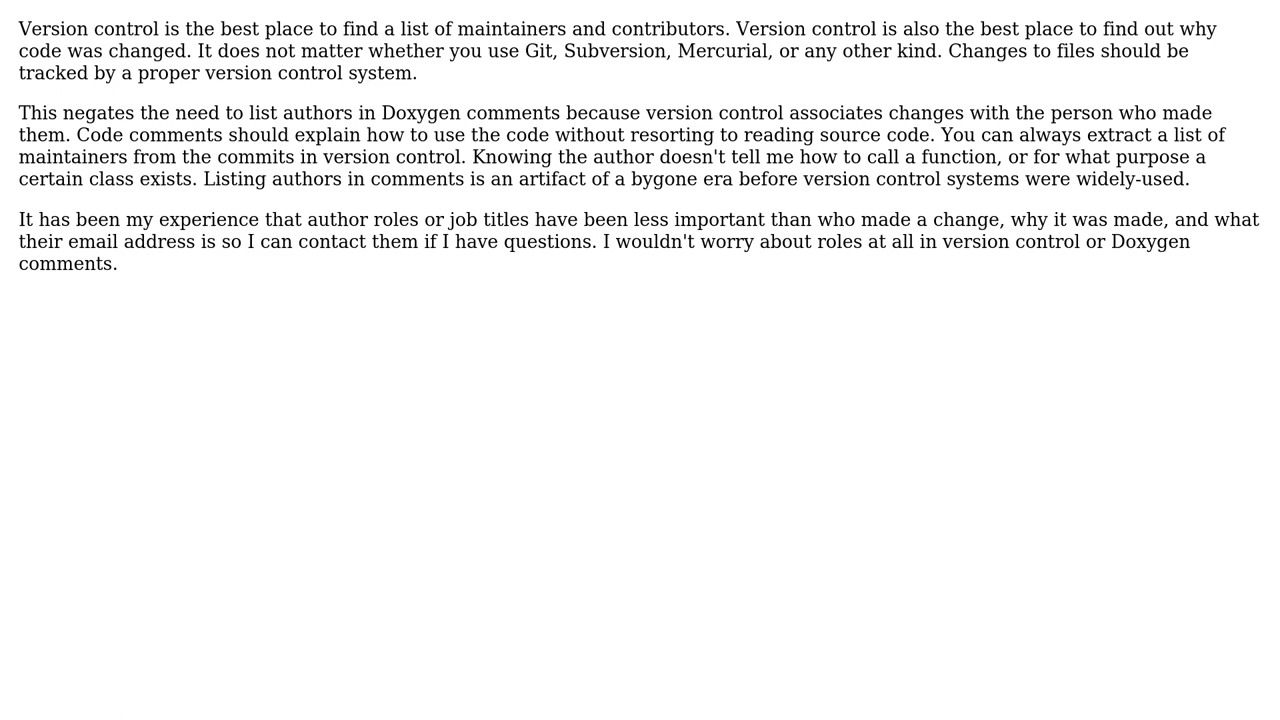 Version control is the best place to find a list of maintainers and contributors. Version control is also the best place to find out why
code was changed. It does not matter whether you use Git, Subversion, Mercurial, or any other kind. Changes to files should be
tracked by a proper version control system.
This negates the need to list authors in Doxygen comments because version control associates changes with the person who made
them. Code comments should explain how to use the code without resorting to reading source code. You can always extract a list of
maintainers from the commits in version control. Knowing the author doesn't tell me how to call a function, or for what purpose a
certain class exists. Listing authors in comments is an artifact of a bygone era before version control systems were widely-used.
It has been my experience that author roles or job titles have been less important than who made a change, why it was made, and what
their email address is so I can contact them if I have questions. I wouldn't worry about roles at all in version control or Doxygen
comments.